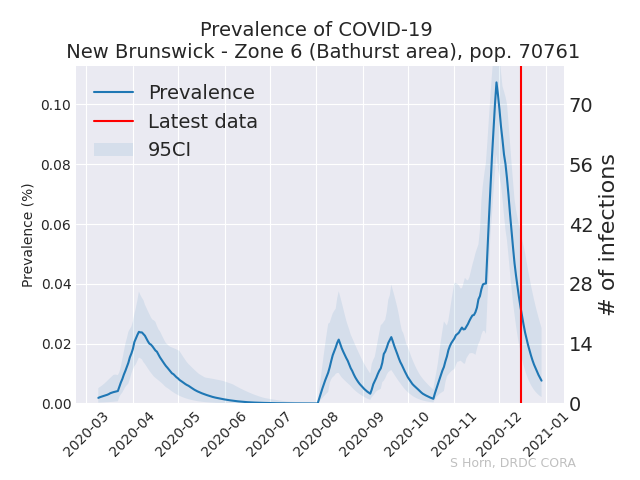 Prevalence of COVID-19
New Brunswick - Zone 6 (Bathurst area), pop. 70761
Prevalence
Latest data
95CI
Prevalence (%)
0.10
0.08
0.06
0.04
0.02
0.00
# of infections
70
56
42
28
14
0
2020-03
2020-04
2020-05
2020-06
2020-07
2020-08
2020-09
2020-10
2020-11
2020-12
2021-01
S Horn, DRDC CORA